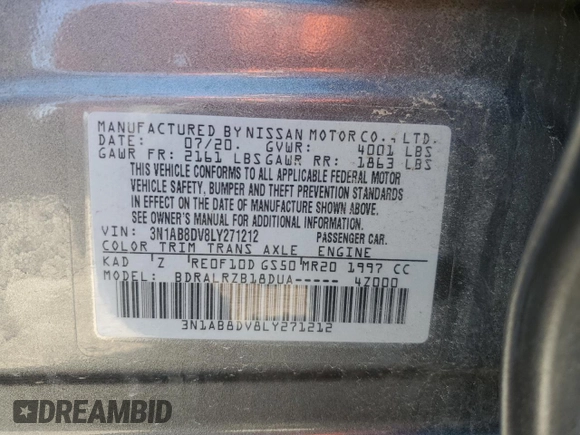 MANUFACTURED BY NISSAN MOTOR CO., LTD.
DATE: 07/20. GVWR: 4001 LBS
GAWR FR: 2161 LBS GAWR RR: 1863 LBS
THIS VEHICLE CONFORMS TO ALL APPLICABLE FEDERAL MOTOR
VEHICLE SAFETY, BUMPER AND THEFT PREVENTION STANDARDS
IN EFFECT ON THE DATE OF MANUFACTURE SHOWN ABOVE.
SEE OWNER'S MANUAL FOR ADDITIONAL INFORMATION.
VIN: 3N1AB8DV8LY271212 PASSENGER CAR.
COLOR TRIM TRANS AXLE ENGINE
KAD Z RE0F10D GS50 MR20 1997 CC
MODEL: BDRALRZB18DUA----- 4Z000
3N1AB8DV8LY271212
DREAMBID